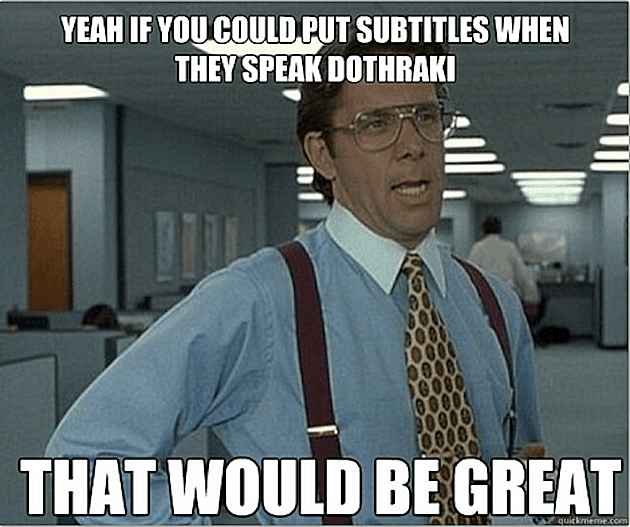 YEAH IF YOU COULD PUT SUBTITLES WHEN
THEY SPEAK DOTHRAKI
THAT WOULD BE GREAT
quickmeme.com